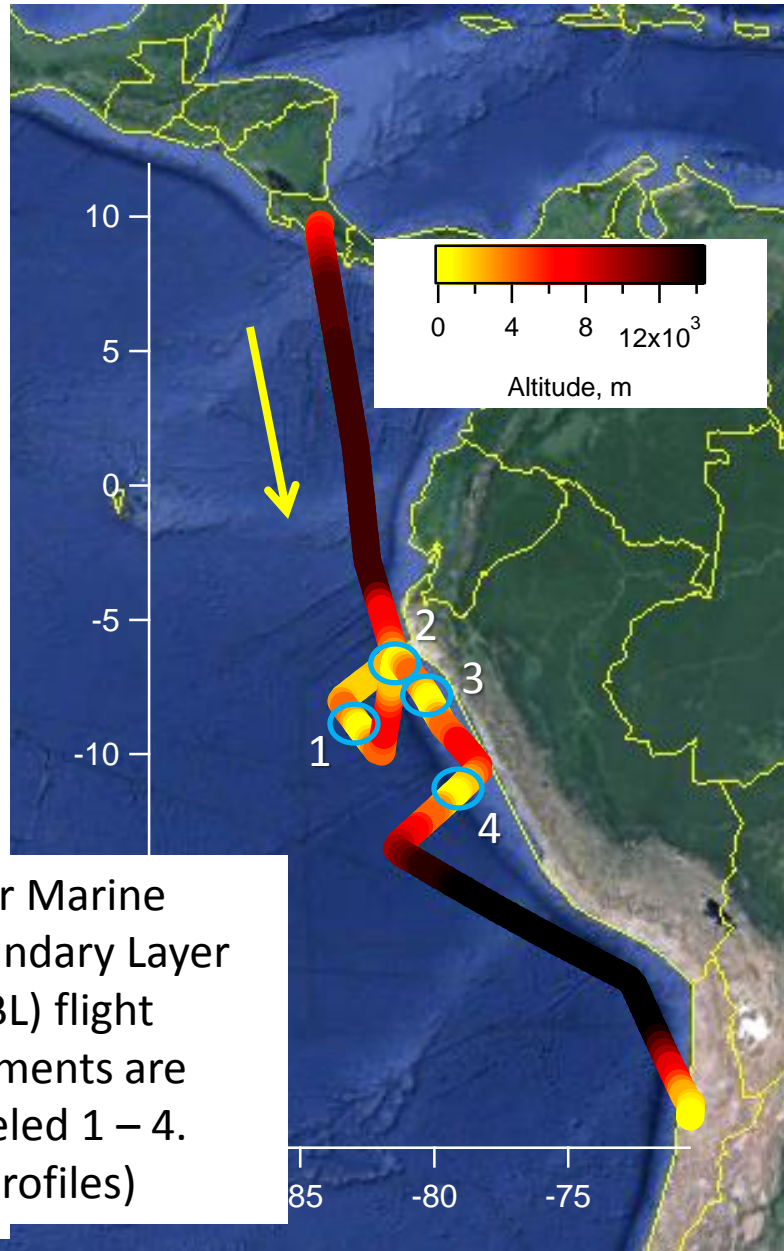 10
5
0
-5
-10
0 4 8 12x10³
Altitude, m
2
3
1
4
r Marine
ndary Layer
BL) flight
ments are
eled 1 – 4.
rofiles)
85 -80 -75